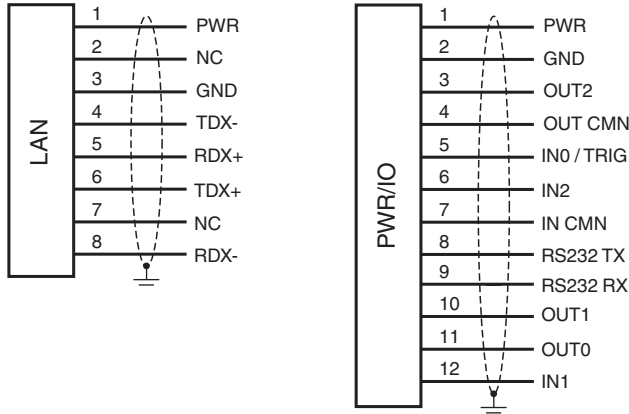 LAN
1 PWR
2 NC
3 GND
4 TDX-
5 RDX+
6 TDX+
7 NC
8 RDX-
PWR/IO
1 PWR
2 GND
3 OUT2
4 OUT CMN
5 IN0 / TRIG
6 IN2
7 IN CMN
8 RS232 TX
9 RS232 RX
10 OUT1
11 OUT0
12 IN1